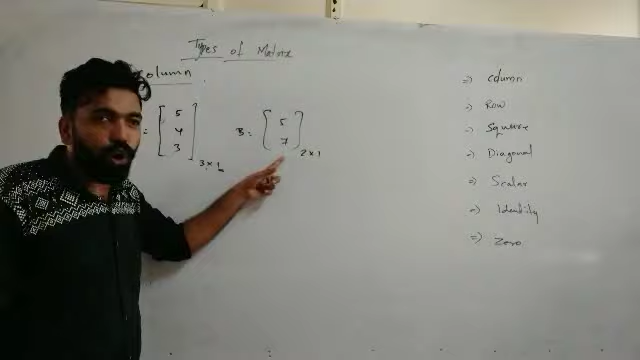 Types of Matrix
Column
= [ 5 4 3 ] 3×1
B = [ 5 7 ] 2×1
=) Column
=) Row
=) Square
=) Diagonal
=) Scalar
=) Identity
=) Zero